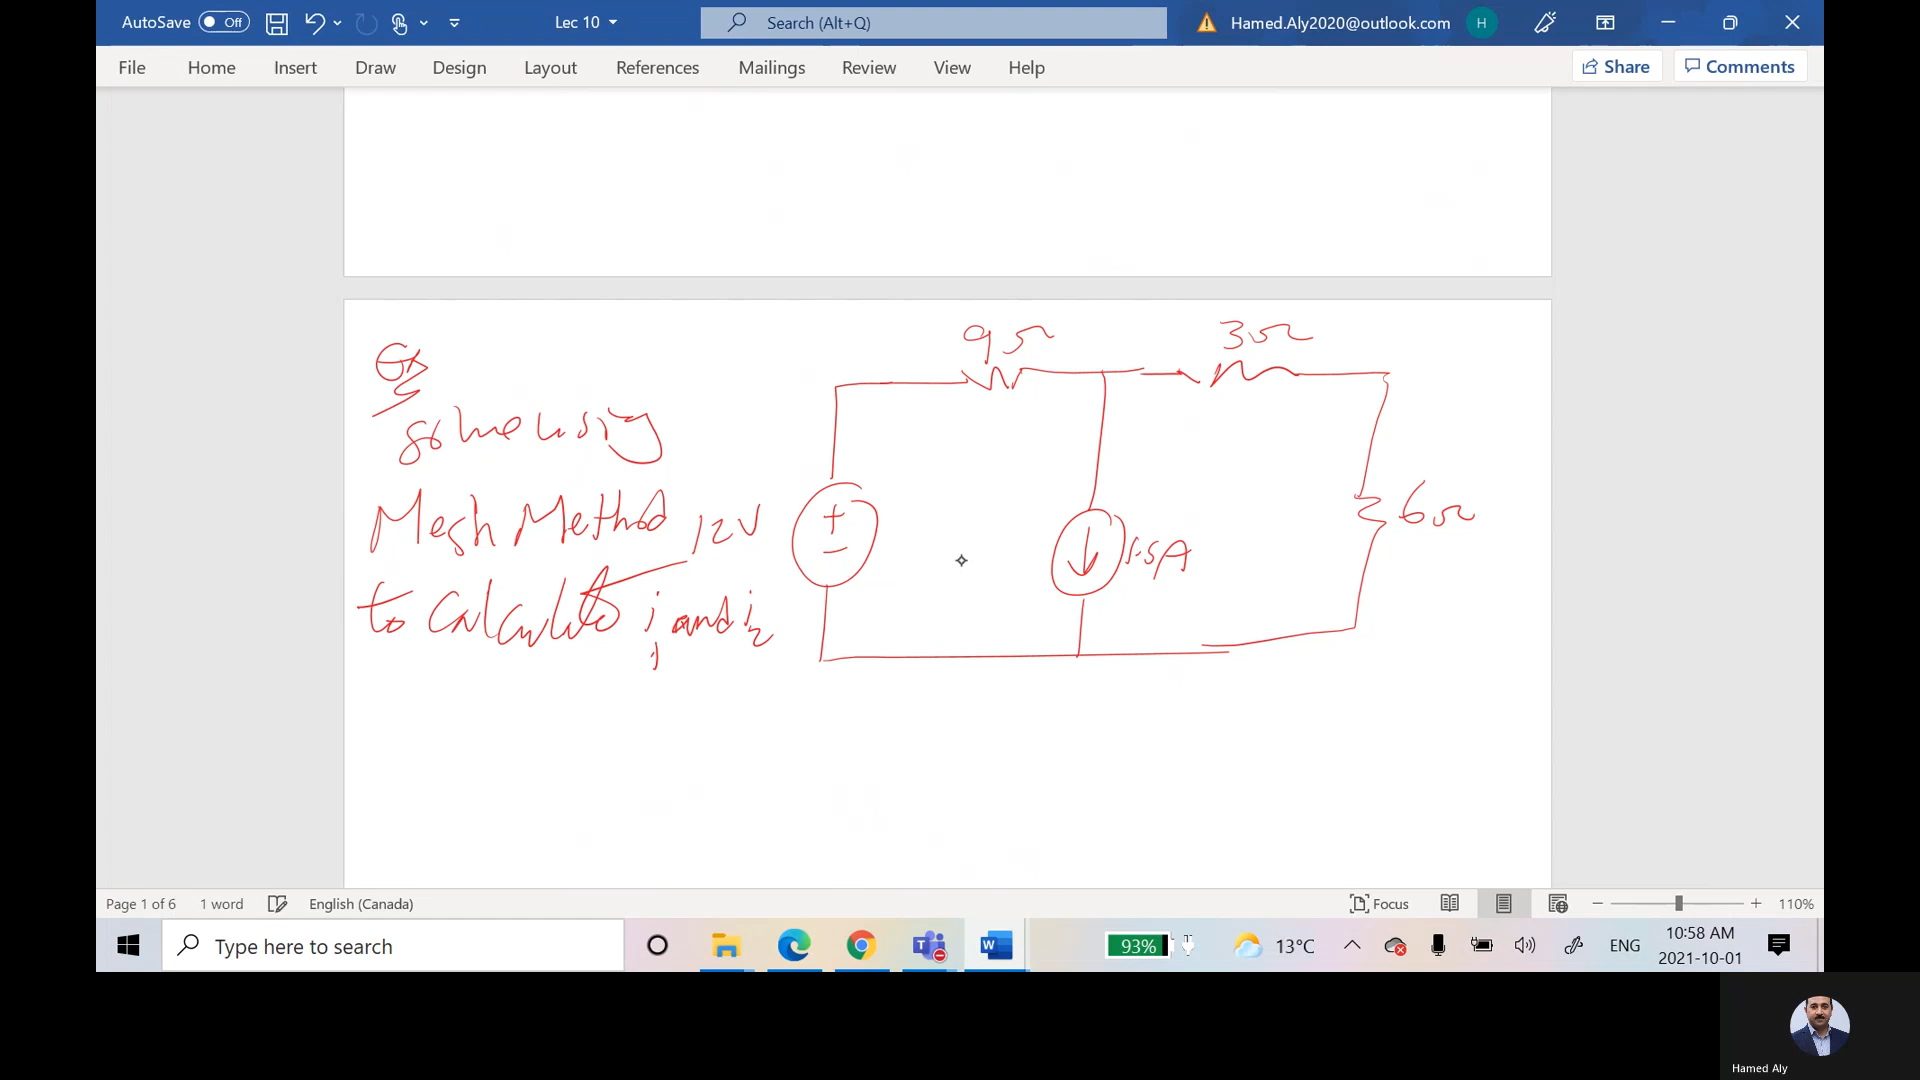 AutoSave Off Lec 10 Search (Alt+Q) Hamed.Aly2020@outlook.com H
File Home Insert Draw Design Layout References Mailings Review View Help Share Comments
Ex
solve using
Mesh Method
to Calculate i1 and i2
9Ω
3Ω
12V
+
-
1.5A
6Ω
Page 1 of 6 1 word English (Canada) Focus 110%
Type here to search 93% 13°C ENG 10:58 AM
2021-10-01
Hamed Aly